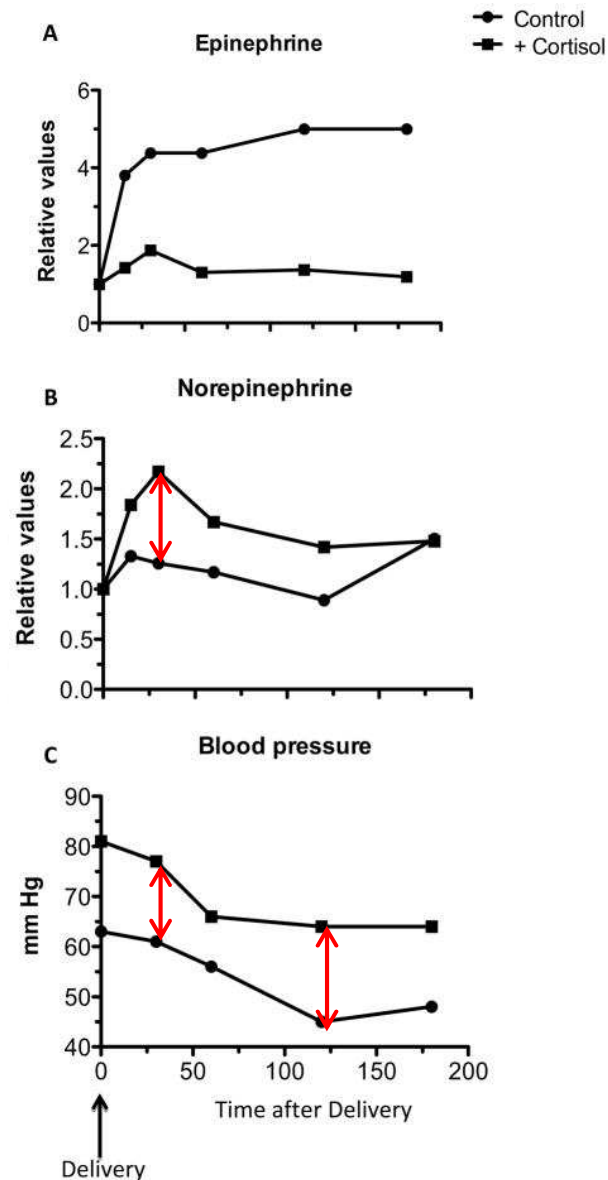 Control
+ Cortisol
A
Epinephrine
Relative values
6
4
2
0
B
Norepinephrine
Relative values
2.5
2.0
1.5
1.0
0.5
0.0
C
Blood pressure
mm Hg
90
80
70
60
50
40
0 50 100 150 200
Time after Delivery
Delivery